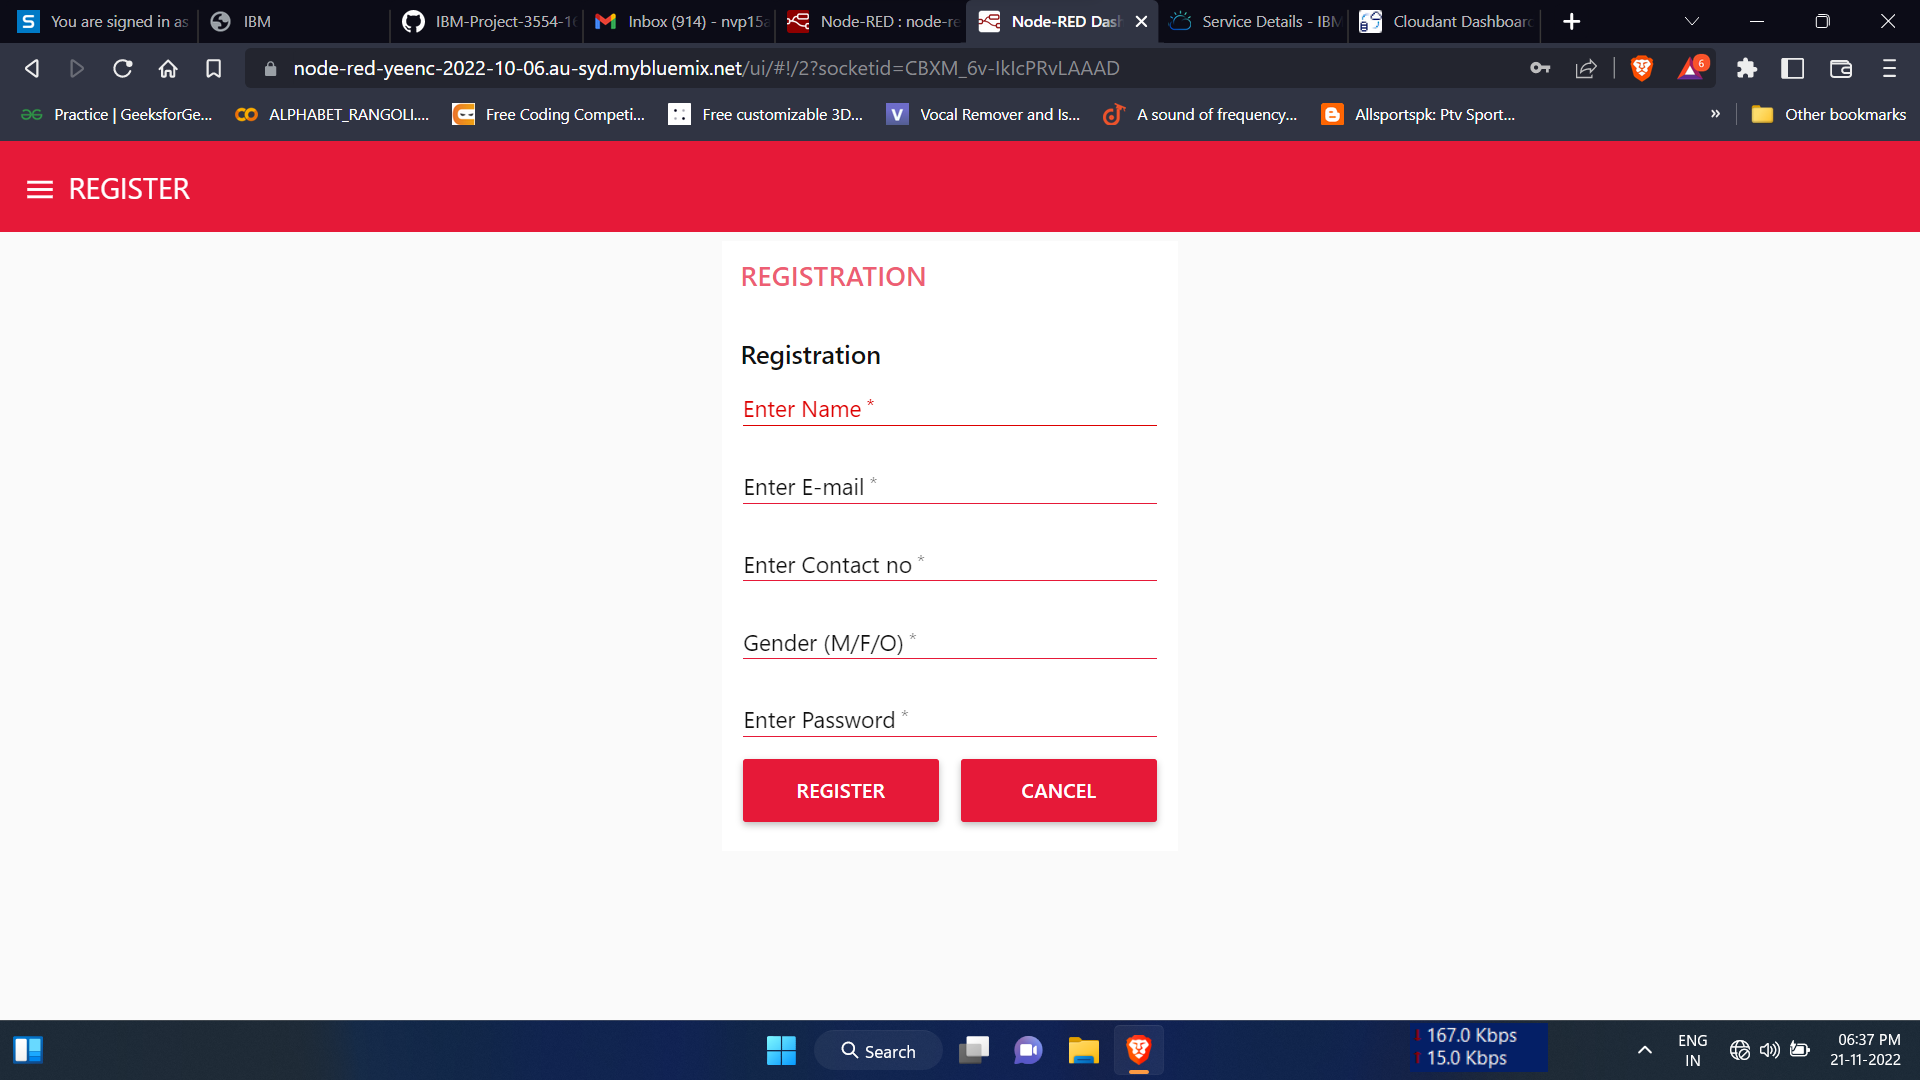 You are signed in as
IBM
IBM-Project-3554-16
Inbox (914) - nvp15a
Node-RED : node-re
Node-RED Dash
Service Details - IBM
Cloudant Dashboard
node-red-yeenc-2022-10-06.au-syd.mybluemix.net/ui/#!/2?socketid=CBXM_6v-IkIcPRvLAAAD
6
Practice | GeeksforGe...
ALPHABET_RANGOLI....
Free Coding Competi...
Free customizable 3D...
Vocal Remover and Is...
A sound of frequency...
Allsportspk: Ptv Sport...
»
Other bookmarks
REGISTER
REGISTRATION
Registration
Enter Name *
Enter E-mail *
Enter Contact no *
Gender (M/F/O) *
Enter Password *
REGISTER
CANCEL
Search
167.0 Kbps
15.0 Kbps
ENG
IN
06:37 PM
21-11-2022